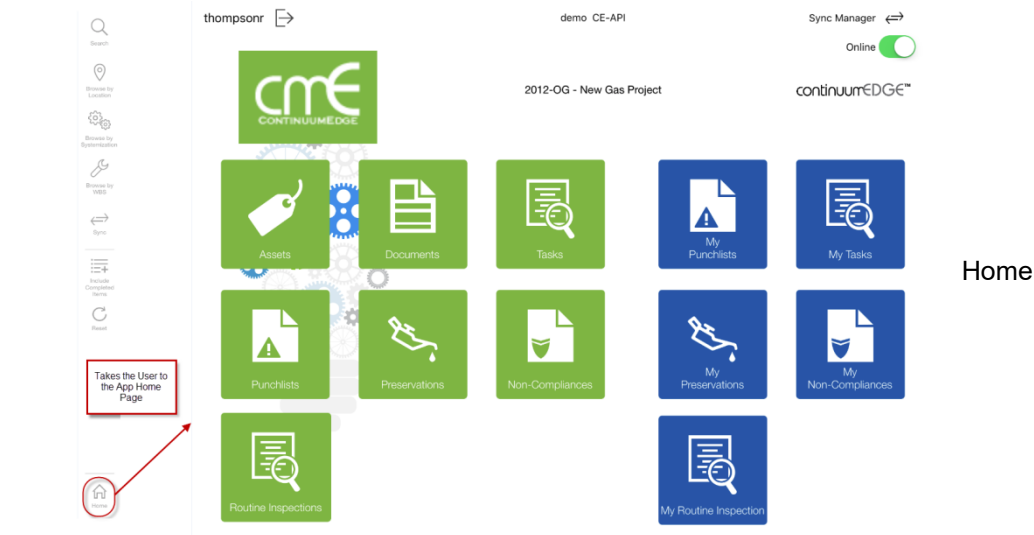 thompsonr
demo CE-API
Sync Manager
Online
Search
Browse by
Location
Browse by
Systemization
Browse by
WBS
Sync
Include
Completed
Items
Reset
Takes the User to
the App Home
Page
Home
cmE
CONTINUUMEDGE
2012-OG - New Gas Project
continuumEDGE™
Assets
Documents
Tasks
My
Punchlists
My Tasks
Punchlists
Preservations
Non-Compliances
My
Preservations
My
Non-Compliances
Routine Inspections
My Routine Inspection
Home